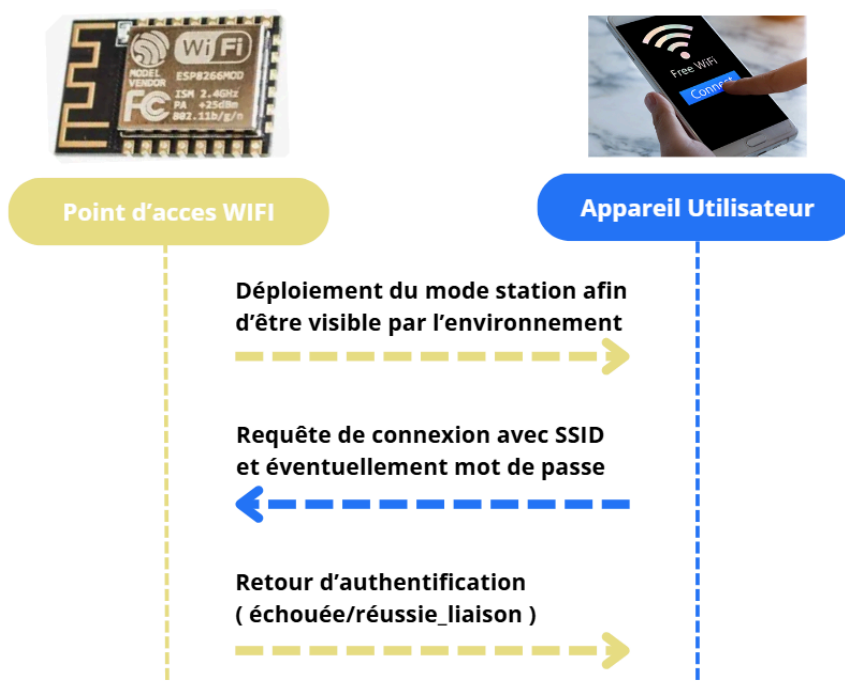 WiFi
MODEL
VENDOR
ESP8266MOD
FC
ISM 2.4GHz
PA +25dBm
802.11b/g/n
Free WiFi
Connect
Point d’acces WIFI
Appareil Utilisateur
Déploiement du mode station afin
d’être visible par l’environnement
Requête de connexion avec SSID
et éventuellement mot de passe
Retour d’authentification
( échouée/réussie_liaison )